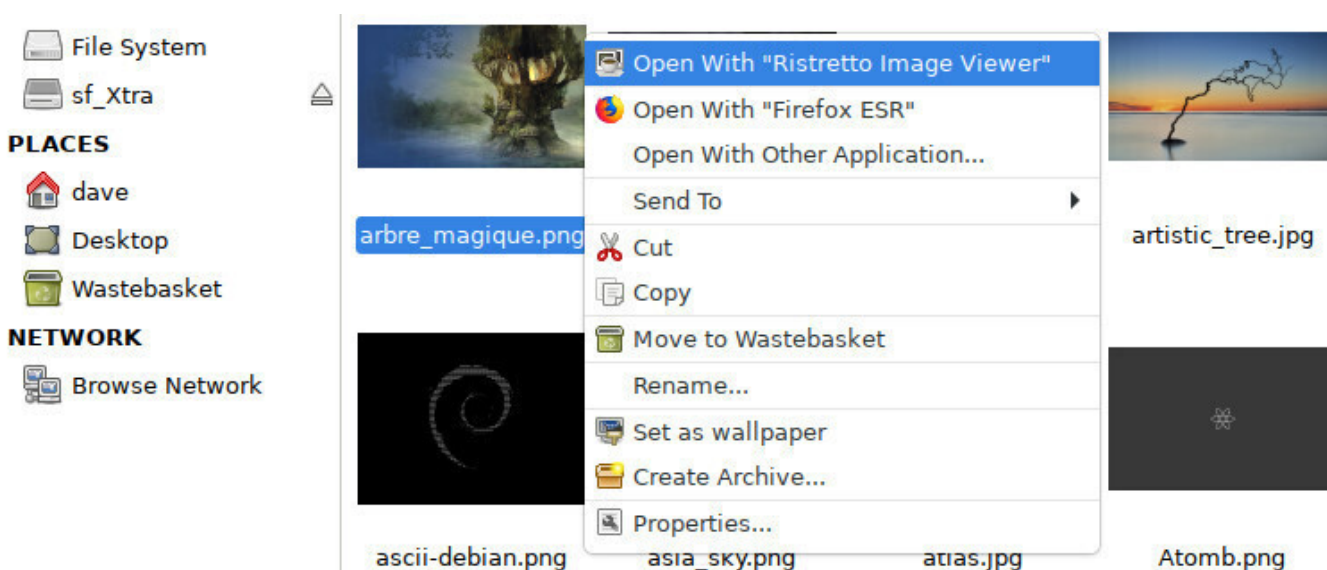 File System
sf_Xtra
PLACES
dave
Desktop
Wastebasket
NETWORK
Browse Network
arbre_magique.png
Open With "Ristretto Image Viewer"
Open With "Firefox ESR"
Open With Other Application...
Send To
Cut
Copy
Move to Wastebasket
Rename...
Set as wallpaper
Create Archive...
Properties...
artistic_tree.jpg
ascii-debian.png
asia_sky.png
atlas.jpg
Atomb.png